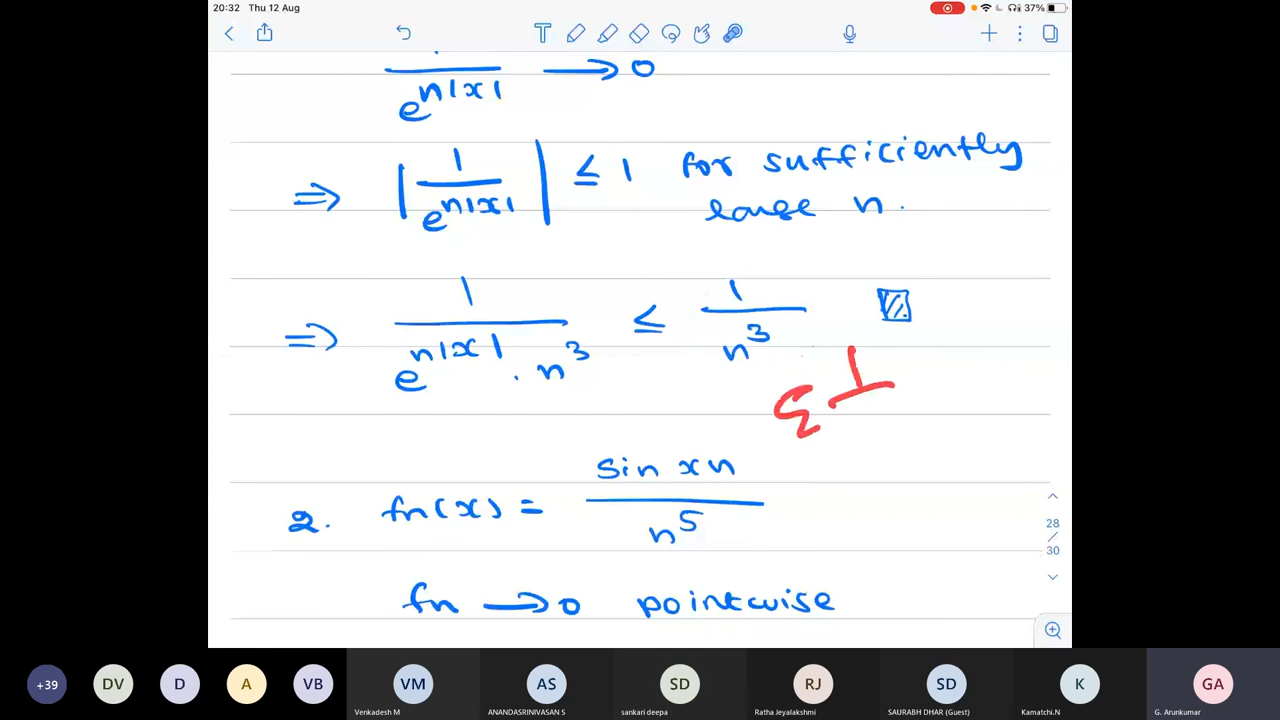 20:32 Thu 12 Aug
37%
1/e^{n|x|} ⟶ 0
⇒ |1/e^{n|x|}| ≤ 1 for sufficiently
large n.
⇒ 1/(e^{n|x|} . n^3) ≤ 1/n^3
Σ 1
2. fn(x) = sin xn / n^5
fn ⟶ 0 pointwise
28
/
30
+39
DV
D
A
VB
VM
AS
SD
RJ
SD
K
GA
Venkadesh M
ANANDASRINIVASAN S
sankari deepa
Ratha Jeyalakshmi
SAURABH DHAR (Guest)
Kamatchi.N
G. Arunkumar